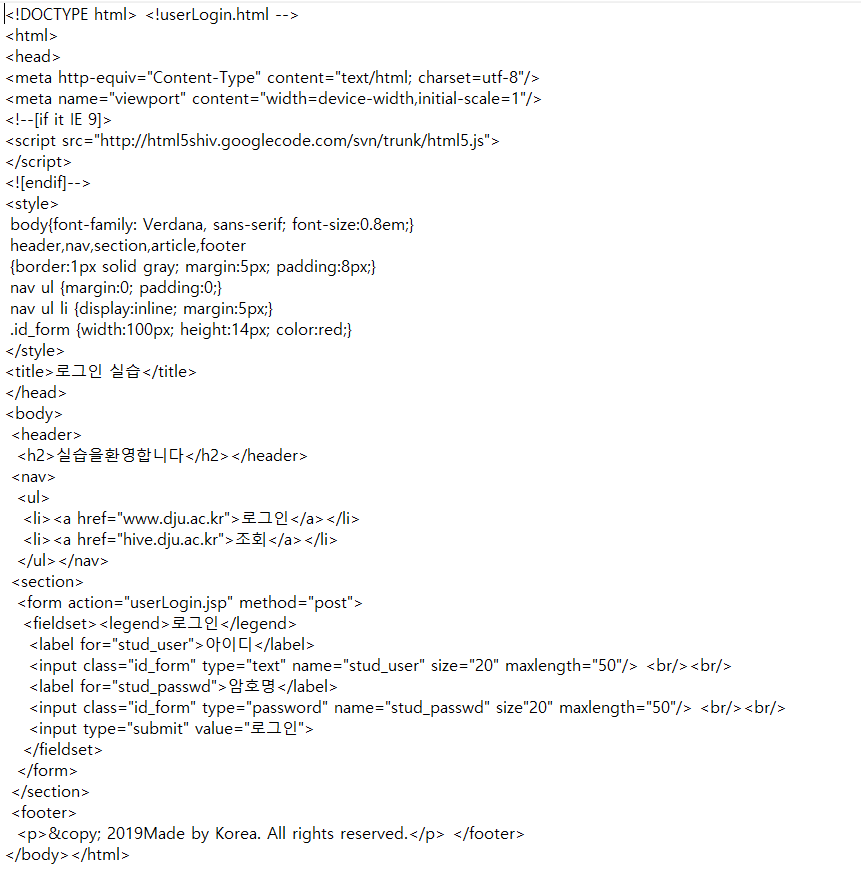 <!DOCTYPE html> <!userLogin.html -->
<html>
<head>
<meta http-equiv="Content-Type" content="text/html; charset=utf-8"/>
<meta name="viewport" content="width=device-width,initial-scale=1"/>
<!--[if it IE 9]>
<script src="http://html5shiv.googlecode.com/svn/trunk/html5.js">
</script>
<![endif]-->
<style>
 body{font-family: Verdana, sans-serif; font-size:0.8em;}
 header,nav,section,article,footer
 {border:1px solid gray; margin:5px; padding:8px;}
 nav ul {margin:0; padding:0;}
 nav ul li {display:inline; margin:5px;}
 .id_form {width:100px; height:14px; color:red;}
</style>
<title>로그인 실습</title>
</head>
<body>
 <header>
  <h2>실습을환영합니다</h2></header>
 <nav>
  <ul>
   <li><a href="www.dju.ac.kr">로그인</a></li>
   <li><a href="hive.dju.ac.kr">조회</a></li>
  </ul></nav>
 <section>
  <form action="userLogin.jsp" method="post">
   <fieldset><legend>로그인</legend>
    <label for="stud_user">아이디</label>
    <input class="id_form" type="text" name="stud_user" size="20" maxlength="50"/> <br/><br/>
    <label for="stud_passwd">암호명</label>
    <input class="id_form" type="password" name="stud_passwd" size"20" maxlength="50"/> <br/><br/>
    <input type="submit" value="로그인">
   </fieldset>
  </form>
 </section>
 <footer>
  <p>&copy; 2019Made by Korea. All rights reserved.</p> </footer>
</body></html>